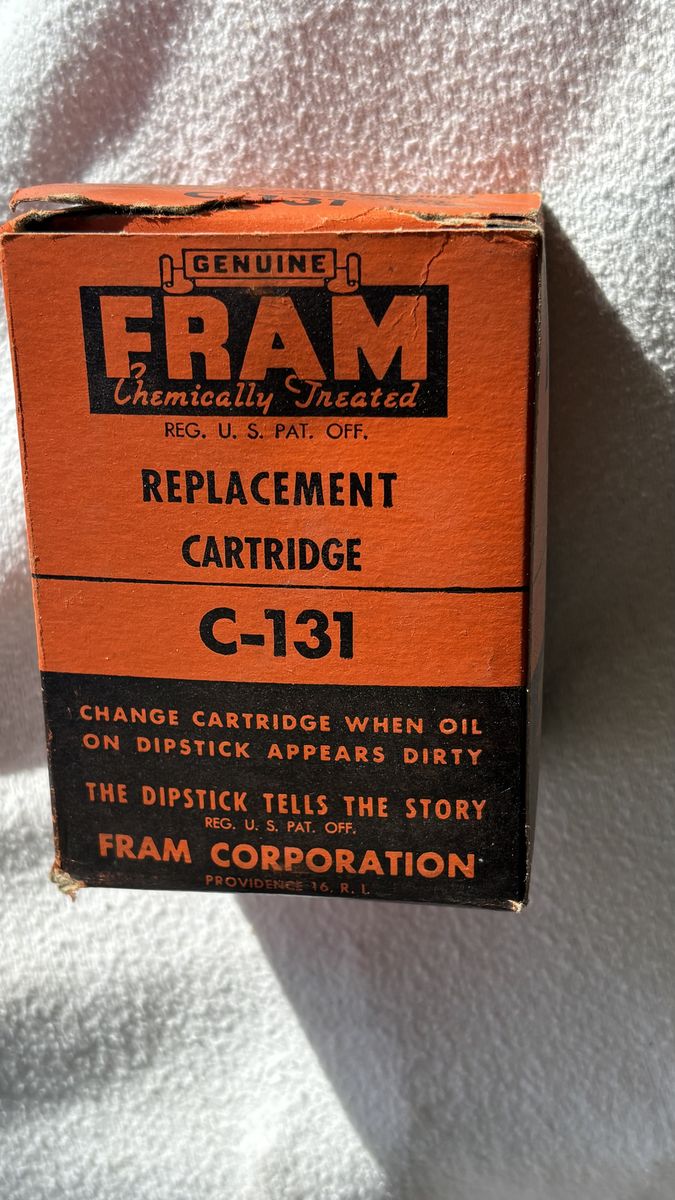 C-131
GENUINE
FRAM
Chemically Treated
REG. U. S. PAT. OFF.
REPLACEMENT
CARTRIDGE
C-131
CHANGE CARTRIDGE WHEN OIL
ON DIPSTICK APPEARS DIRTY
THE DIPSTICK TELLS THE STORY
REG. U. S. PAT. OFF.
FRAM CORPORATION
PROVIDENCE 16, R. I.